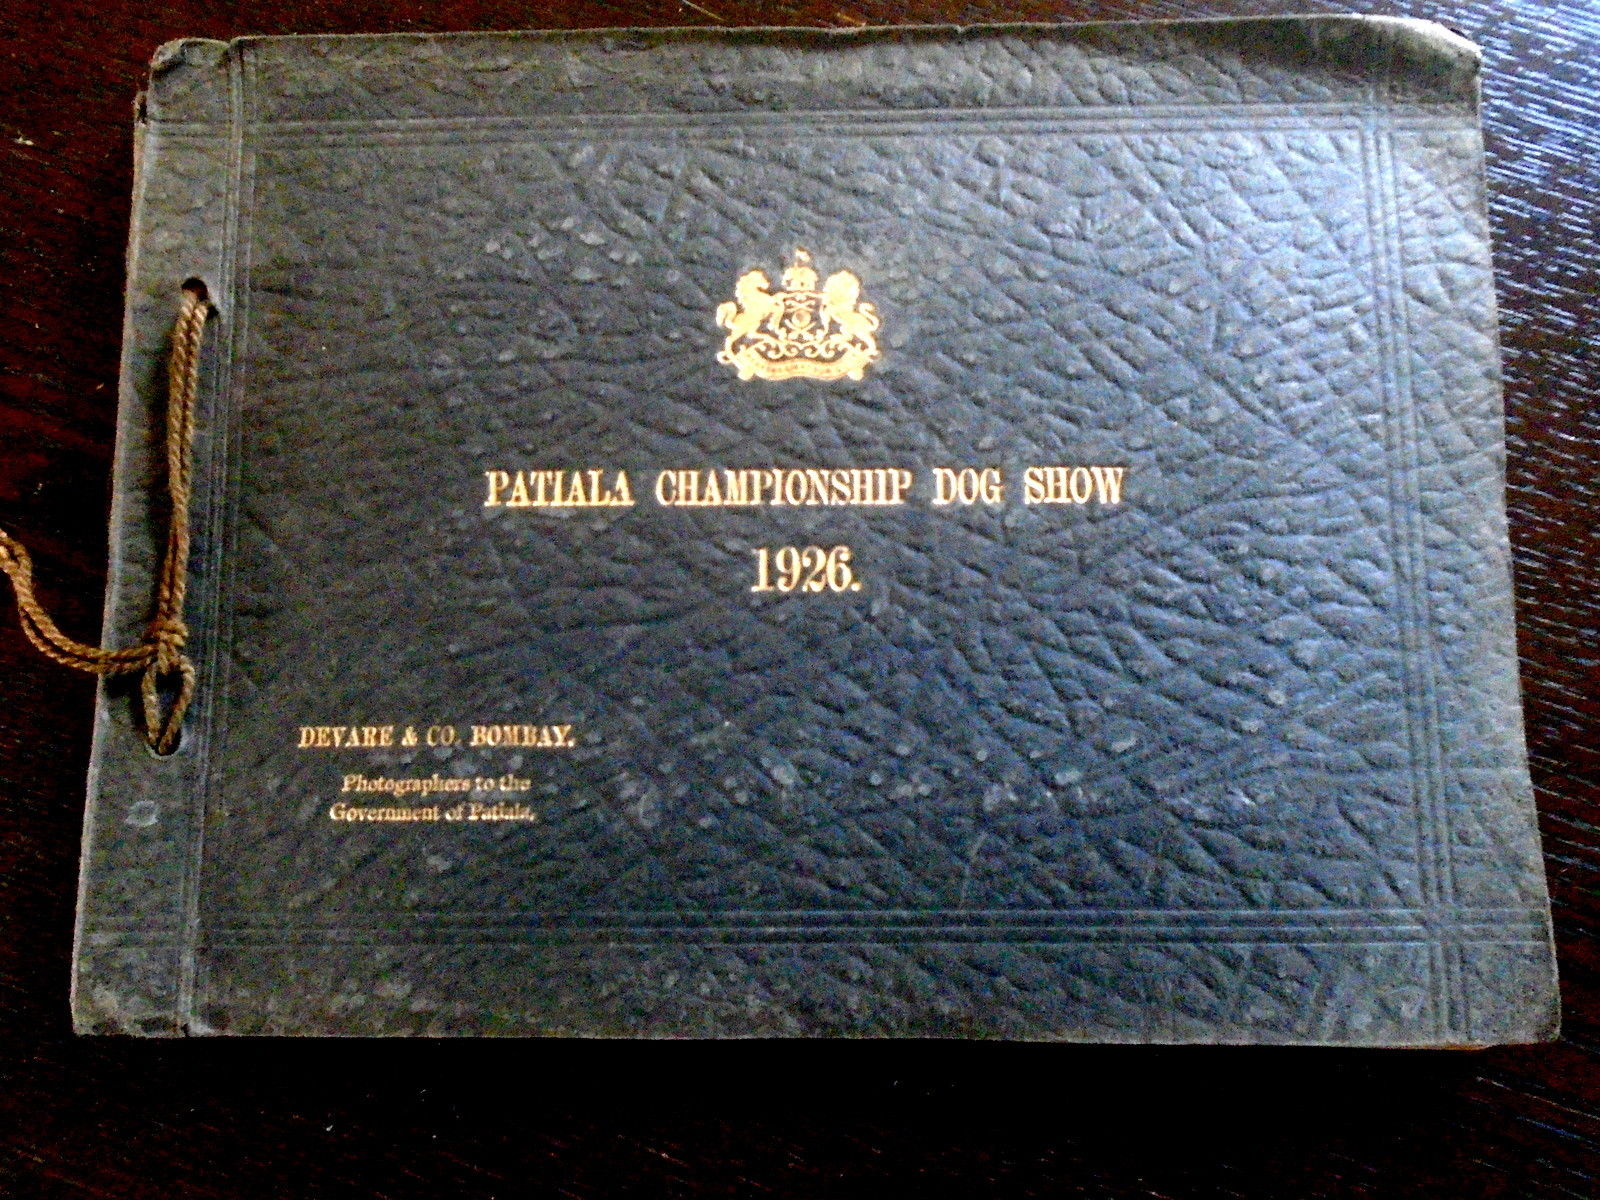 PATIALA CHAMPIONSHIP DOG SHOW
1926.
DEVARE & CO. BOMBAY.
Photographers to the
Government of Patiala.